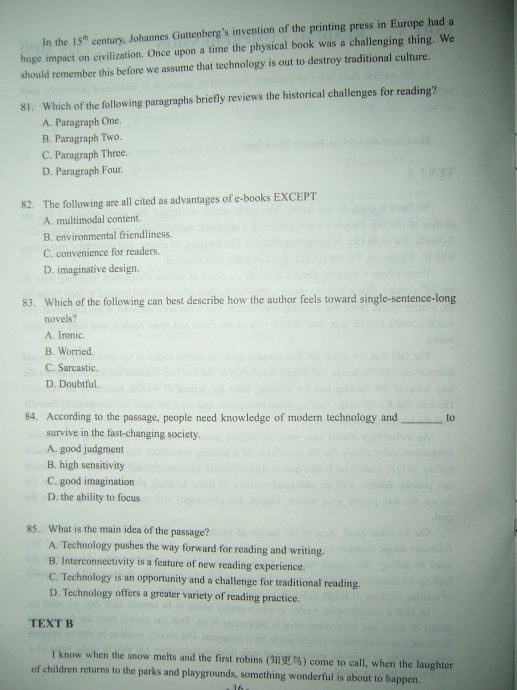 In the 15th century, Johannes Guttenberg's invention of the printing press in Europe had a
huge impact on civilization. Once upon a time the physical book was a challenging thing. We
should remember this before we assume that technology is out to destroy traditional culture.
81. Which of the following paragraphs briefly reviews the historical challenges for reading?
A. Paragraph One.
B. Paragraph Two.
C. Paragraph Three.
D. Paragraph Four.
82. The following are all cited as advantages of e-books EXCEPT
A. multimodal content.
B. environmental friendliness.
C. convenience for readers.
D. imaginative design.
83. Which of the following can best describe how the author feels toward single-sentence-long
novels?
A. Ironic.
B. Worried.
C. Sarcastic.
D. Doubtful.
84. According to the passage, people need knowledge of modern technology and ________ to
survive in the fast-changing society.
A. good judgment
B. high sensitivity
C. good imagination
D. the ability to focus
85. What is the main idea of the passage?
A. Technology pushes the way forward for reading and writing.
B. Interconnectivity is a feature of new reading experience.
C. Technology is an opportunity and a challenge for traditional reading.
D. Technology offers a greater variety of reading practice.
TEXT B
I know when the snow melts and the first robins (知更鸟) come to call, when the laughter
of children returns to the parks and playgrounds, something wonderful is about to happen.
- 16 -